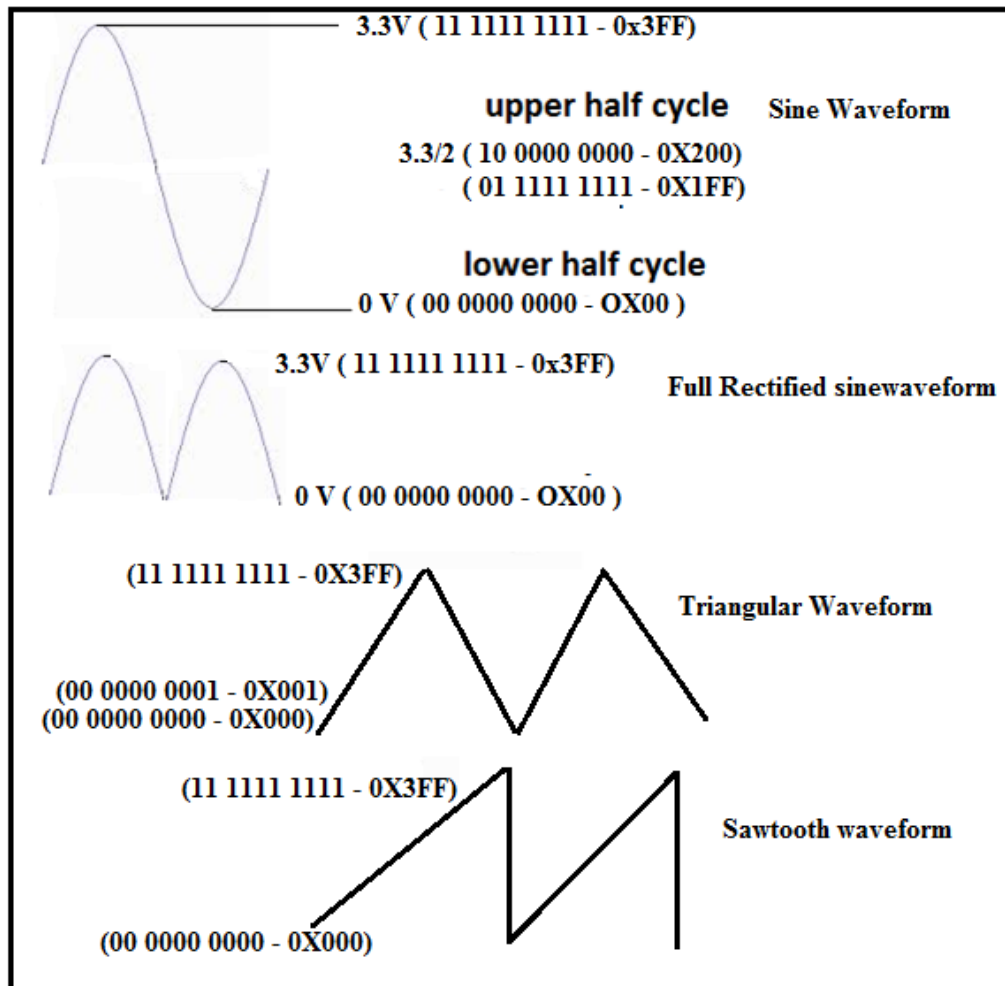 3.3V ( 11 1111 1111 - 0x3FF)
upper half cycle Sine Waveform
3.3/2 ( 10 0000 0000 - 0X200)
( 01 1111 1111 - 0X1FF)
lower half cycle
0 V ( 00 0000 0000 - OX00 )
3.3V ( 11 1111 1111 - 0x3FF)
Full Rectified sinewaveform
0 V ( 00 0000 0000 - OX00 )
(11 1111 1111 - 0X3FF)
Triangular Waveform
(00 0000 0001 - 0X001)
(00 0000 0000 - 0X000)
(11 1111 1111 - 0X3FF)
Sawtooth waveform
(00 0000 0000 - 0X000)